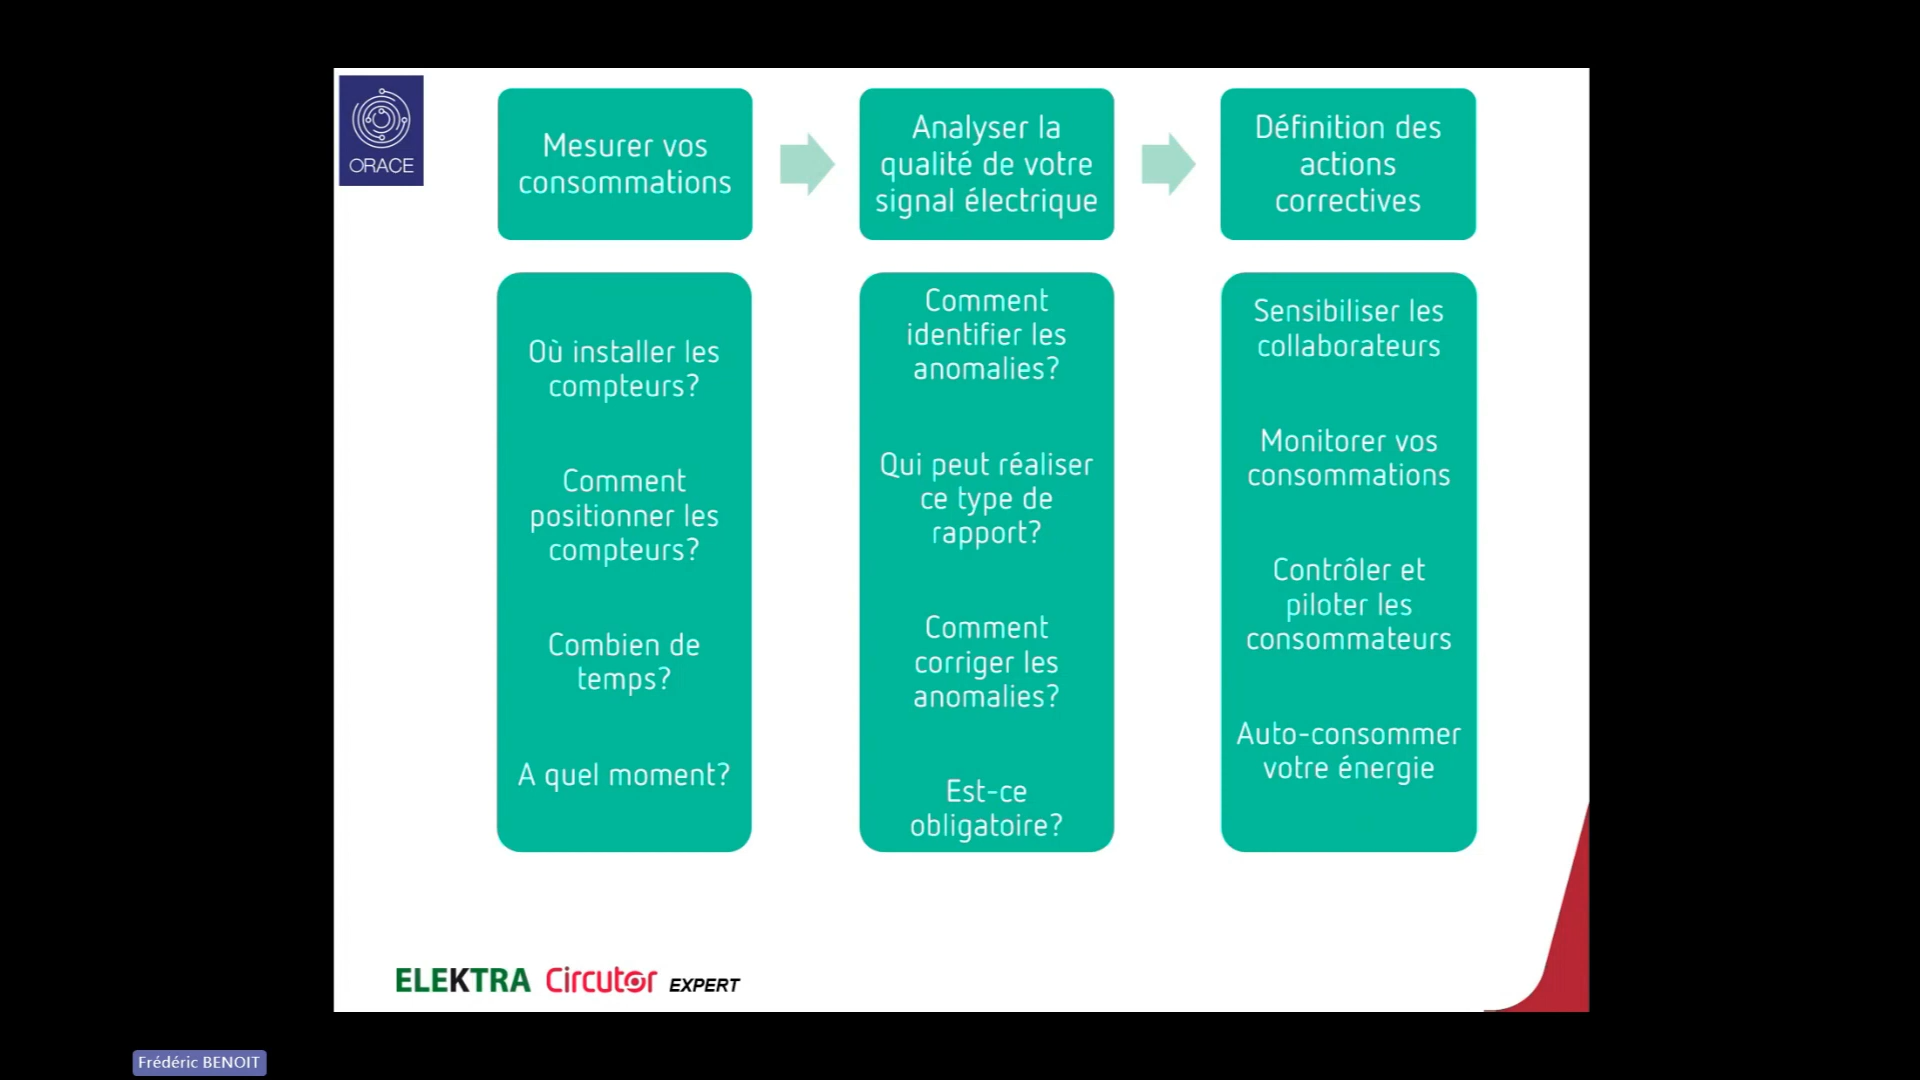 ORACE
Mesurer vos
consommations
Analyser la
qualité de votre
signal électrique
Définition des
actions
correctives
Où installer les
compteurs?
Comment
positionner les
compteurs?
Combien de
temps?
A quel moment?
Comment
identifier les
anomalies?
Qui peut réaliser
ce type de
rapport?
Comment
corriger les
anomalies?
Est-ce
obligatoire?
Sensibiliser les
collaborateurs
Monitorer vos
consommations
Contrôler et
piloter les
consommateurs
Auto-consommer
votre énergie
ELEKTRA Circutor EXPERT
Frédéric BENOIT